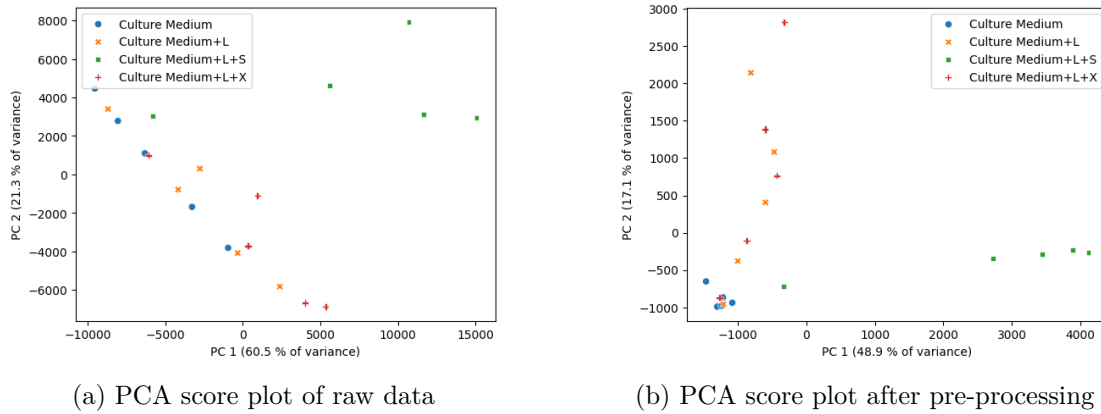 8000
6000
4000
2000
0
−2000
−4000
−6000
PC 2 (21.3 % of variance)
Culture Medium
Culture Medium+L
Culture Medium+L+S
Culture Medium+L+X
−10000 −5000 0 5000 10000 15000
PC 1 (60.5 % of variance)
(a) PCA score plot of raw data
3000
2500
2000
1500
1000
500
0
−500
−1000
PC 2 (17.1 % of variance)
Culture Medium
Culture Medium+L
Culture Medium+L+S
Culture Medium+L+X
−1000 0 1000 2000 3000 4000
PC 1 (48.9 % of variance)
(b) PCA score plot after pre-processing